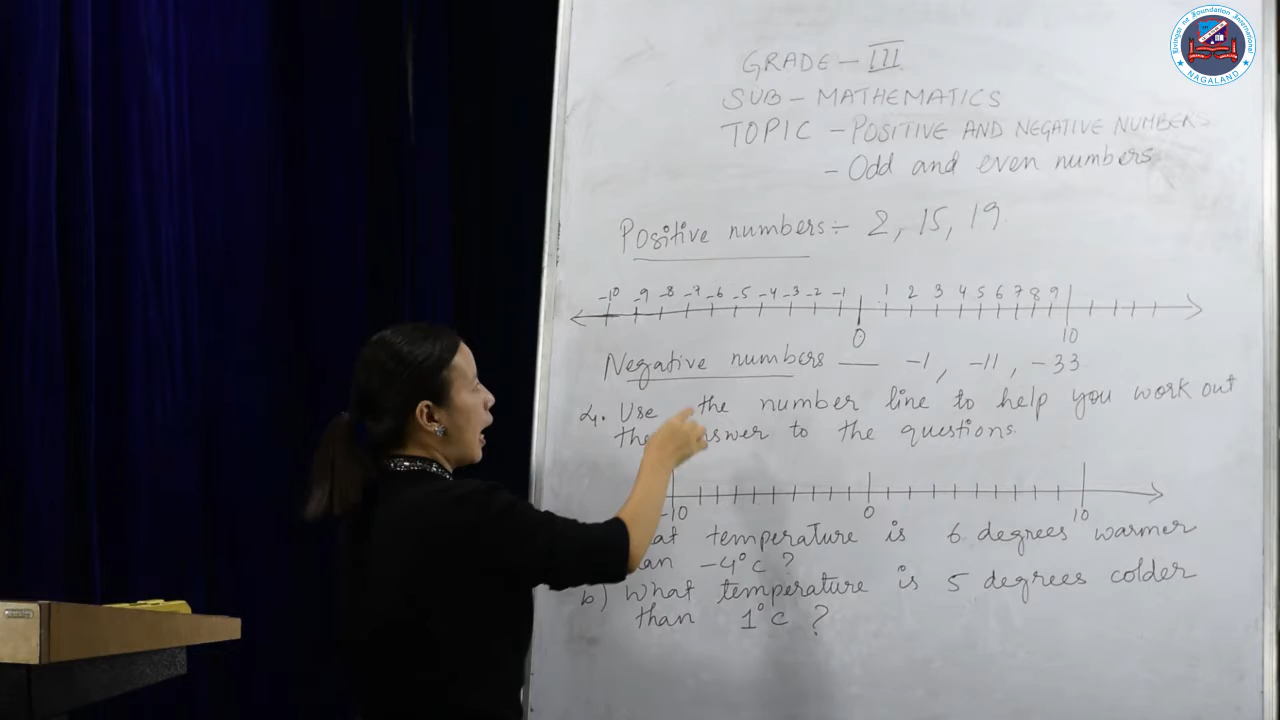 GRADE - III
SUB - MATHEMATICS
TOPIC - POSITIVE AND NEGATIVE NUMBERS
- Odd and even numbers
Positive numbers ÷ 2, 15, 19
-10 -9 -8 -7 -6 -5 -4 -3 -2 -1 1 2 3 4 5 6 7 8 9
0 10
Negative numbers — -1, -11, -33
Use the number line to help you work out
the answer to the questions.
-10 0 10
temperature is 6 degrees warmer
-4°C ?
b) What temperature is 5 degrees colder
than 1°C ?
NAGALAND